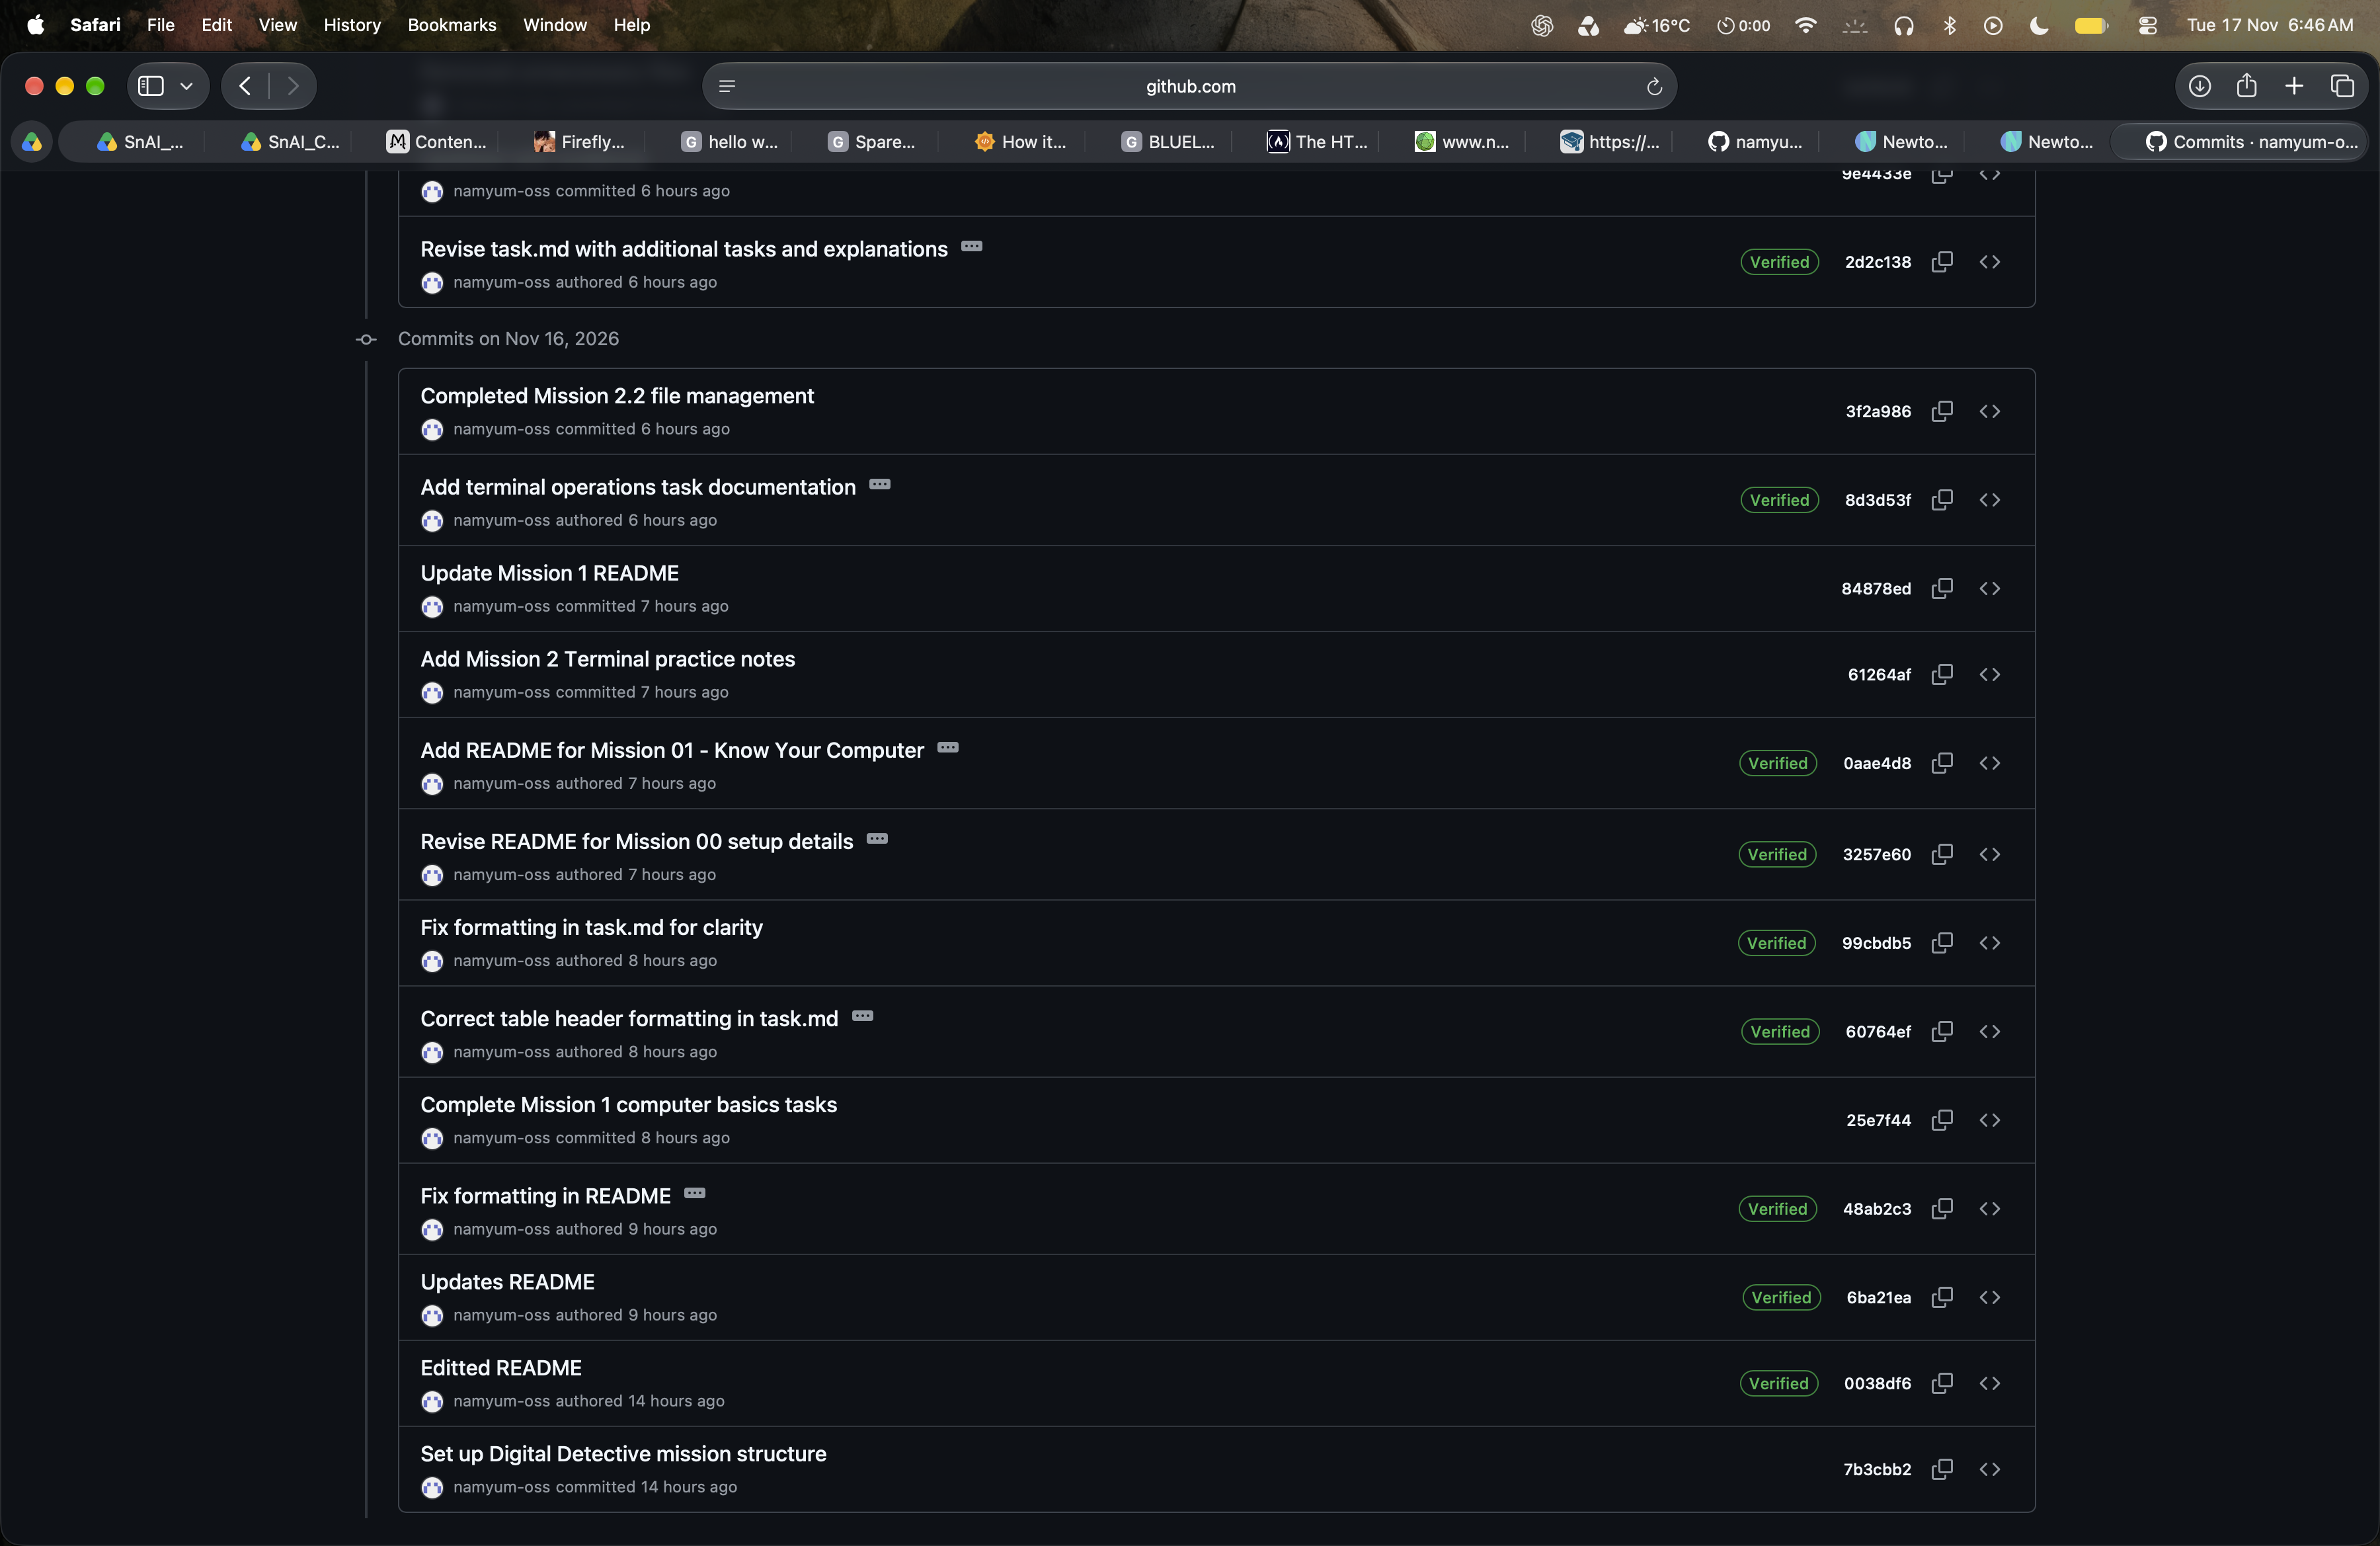 Safari File Edit View History Bookmarks Window Help 16°C 0:00 Tue 17 Nov 6:46 AM
github.com
SnAI_... SnAI_C... Conten... Firefly... hello w... Spare... How it... BLUEL... The HT... www.n... https://... namyu... Newto... Newto... Commits · namyum-o...
9e4433e
namyum-oss committed 6 hours ago
Revise task.md with additional tasks and explanations
Verified 2d2c138
namyum-oss authored 6 hours ago
Commits on Nov 16, 2026
Completed Mission 2.2 file management
3f2a986
namyum-oss committed 6 hours ago
Add terminal operations task documentation
Verified 8d3d53f
namyum-oss authored 6 hours ago
Update Mission 1 README
84878ed
namyum-oss committed 7 hours ago
Add Mission 2 Terminal practice notes
61264af
namyum-oss committed 7 hours ago
Add README for Mission 01 - Know Your Computer
Verified 0aae4d8
namyum-oss authored 7 hours ago
Revise README for Mission 00 setup details
Verified 3257e60
namyum-oss authored 7 hours ago
Fix formatting in task.md for clarity
Verified 99cbdb5
namyum-oss authored 8 hours ago
Correct table header formatting in task.md
Verified 60764ef
namyum-oss authored 8 hours ago
Complete Mission 1 computer basics tasks
25e7f44
namyum-oss committed 8 hours ago
Fix formatting in README
Verified 48ab2c3
namyum-oss authored 9 hours ago
Updates README
Verified 6ba21ea
namyum-oss authored 9 hours ago
Editted README
Verified 0038df6
namyum-oss authored 14 hours ago
Set up Digital Detective mission structure
7b3cbb2
namyum-oss committed 14 hours ago